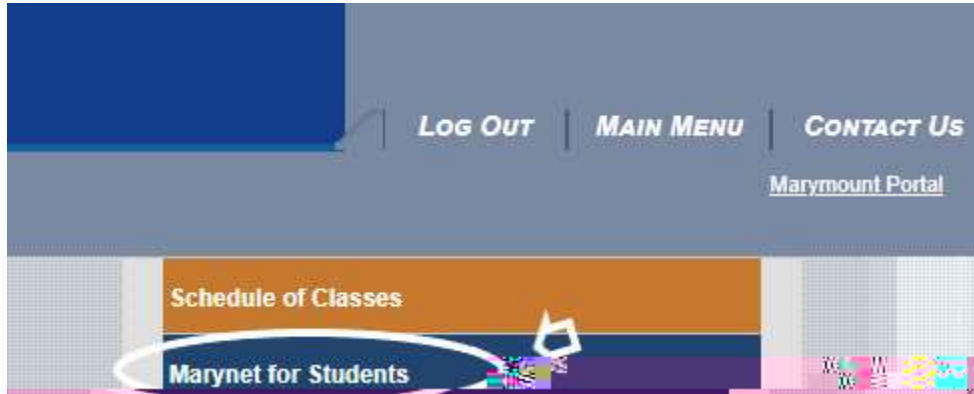 LOG OUT MAIN MENU CONTACT US
Marymount Portal
Schedule of Classes
Marynet for Students